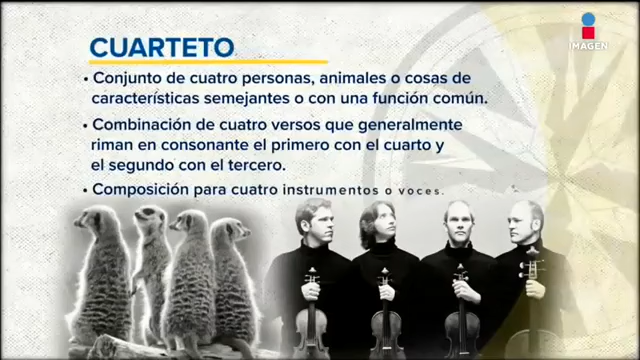 IMAGEN
CUARTETO
• Conjunto de cuatro personas, animales o cosas de
características semejantes o con una función común.
• Combinación de cuatro versos que generalmente
riman en consonante el primero con el cuarto y
el segundo con el tercero.
• Composición para cuatro instrumentos o voces.